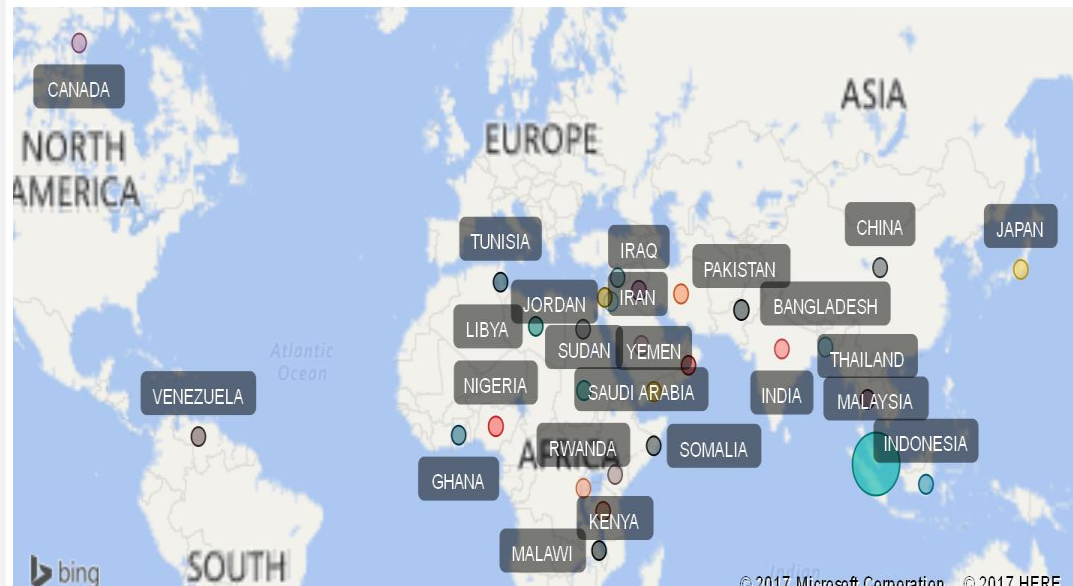 CANADA
NORTH
AMERICA
EUROPE
ASIA
TUNISIA
IRAQ
CHINA
JAPAN
PAKISTAN
JORDAN
IRAN
BANGLADESH
LIBYA
SUDAN
YEMEN
THAILAND
Atlantic
Ocean
VENEZUELA
NIGERIA
SAUDI ARABIA
INDIA
MALAYSIA
RWANDA
SOMALIA
INDONESIA
AFRICA
GHANA
KENYA
MALAWI
SOUTH
bing
Indian
© 2017 Microsoft Corporation © 2017 HERE